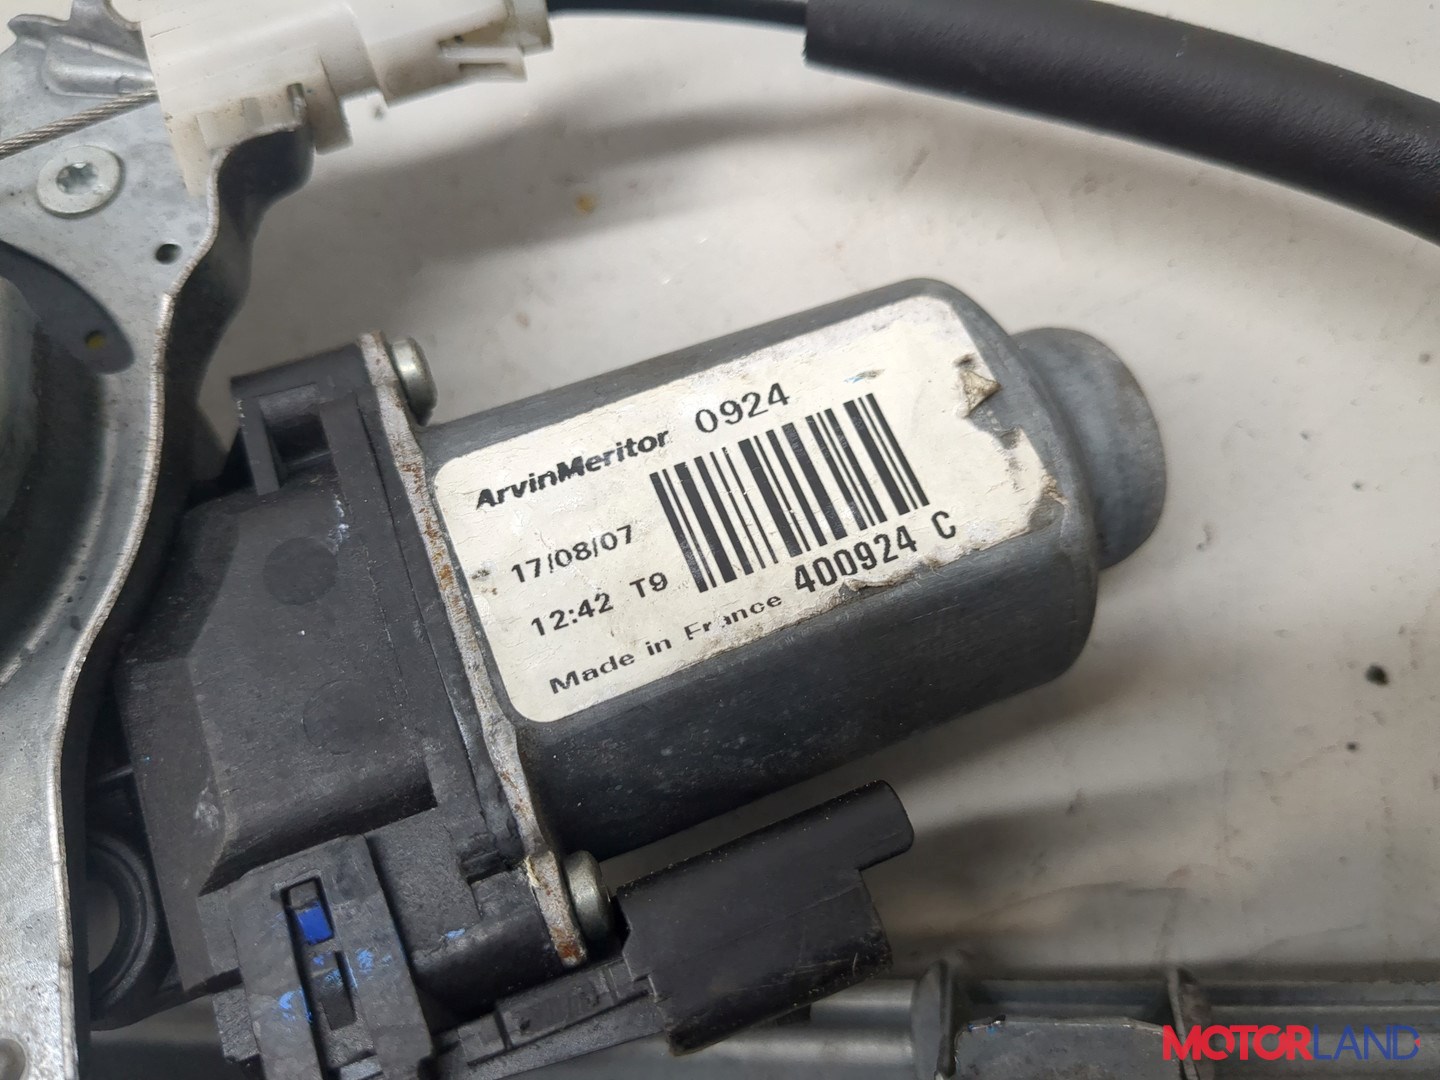 ArvinMeritor 0924
17/08/07
12:42 T9
400924 C
Made in France
MOTORLAND